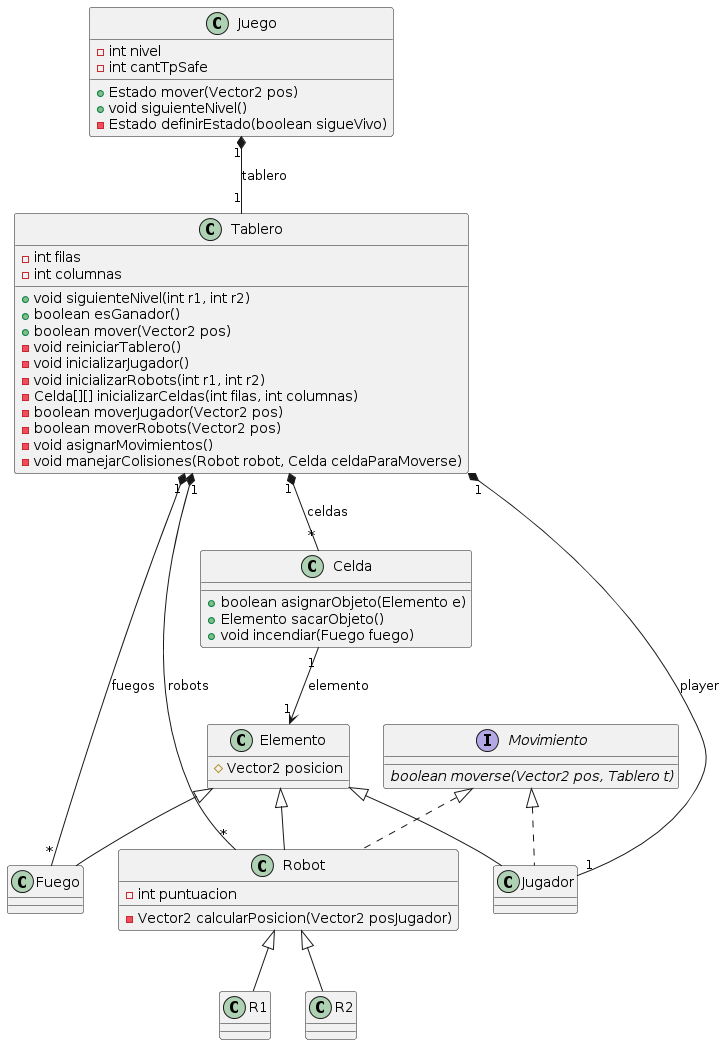 C Juego
int nivel
int cantTpSafe
Estado mover(Vector2 pos)
void siguienteNivel()
Estado definirEstado(boolean sigueVivo)
1
tablero
1
C Tablero
int filas
int columnas
void siguienteNivel(int r1, int r2)
boolean esGanador()
boolean mover(Vector2 pos)
void reiniciarTablero()
void inicializarJugador()
void inicializarRobots(int r1, int r2)
Celda[][] inicializarCeldas(int filas, int columnas)
boolean moverJugador(Vector2 pos)
boolean moverRobots(Vector2 pos)
void asignarMovimientos()
void manejarColisiones(Robot robot, Celda celdaParaMoverse)
1 1 1 1
celdas
*
C Celda
boolean asignarObjeto(Elemento e)
Elemento sacarObjeto()
void incendiar(Fuego fuego)
1
fuegos robots elemento player
1
C Elemento
Vector2 posicion
I Movimiento
boolean moverse(Vector2 pos, Tablero t)
* * 1
C Fuego
C Robot
int puntuacion
Vector2 calcularPosicion(Vector2 posJugador)
C Jugador
C R1
C R2